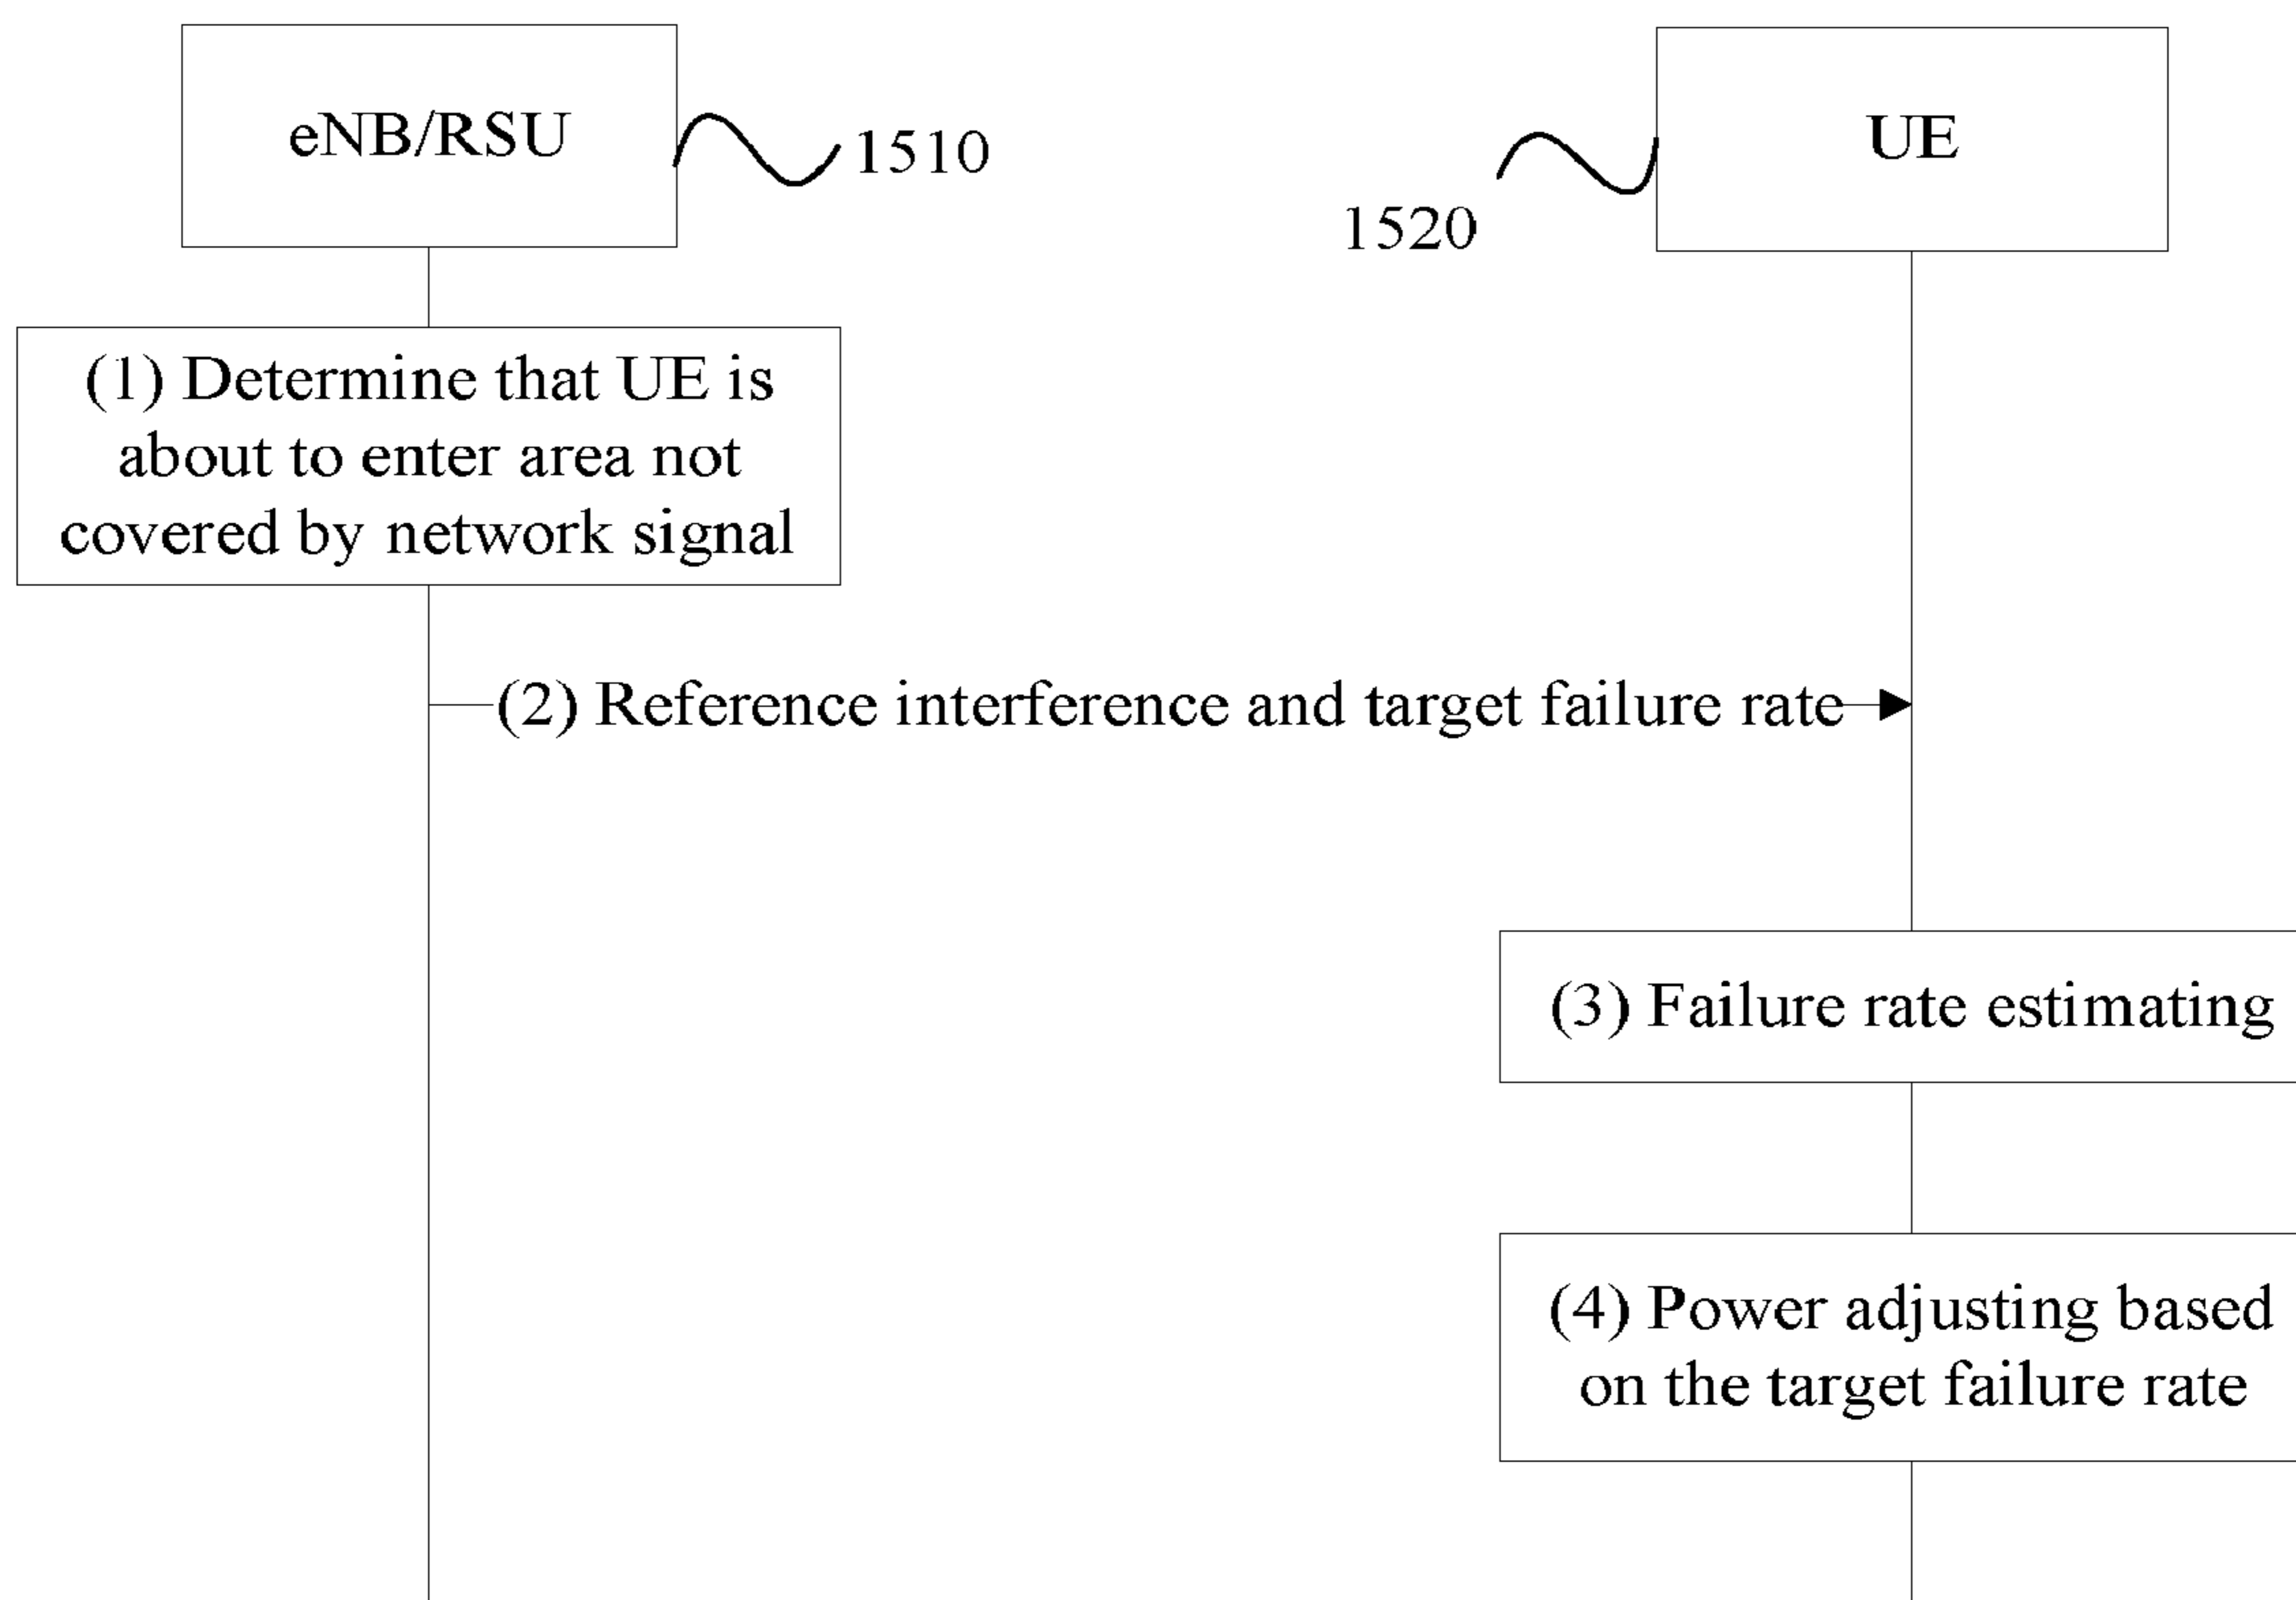 eNB/RSU
1510
UE
1520
(1) Determine that UE is
about to enter area not
covered by network signal
(2) Reference interference and target failure rate
(3) Failure rate estimating
(4) Power adjusting based
on the target failure rate